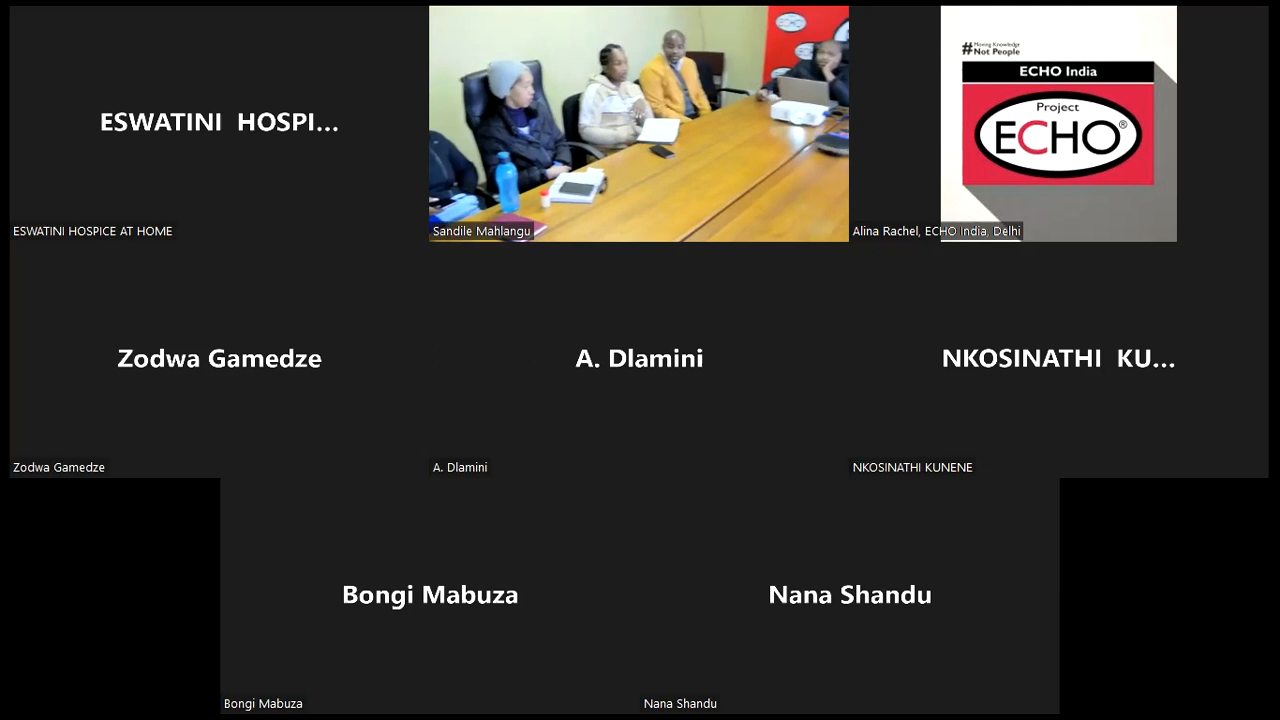 ESWATINI HOSPI...
ESWATINI HOSPICE AT HOME
Sandile Mahlangu
#Moving Knowledge
Not People
ECHO India
Project
ECHO®
Alina Rachel, ECHO India, Delhi
Zodwa Gamedze
Zodwa Gamedze
A. Dlamini
A. Dlamini
NKOSINATHI KU...
NKOSINATHI KUNENE
Bongi Mabuza
Bongi Mabuza
Nana Shandu
Nana Shandu